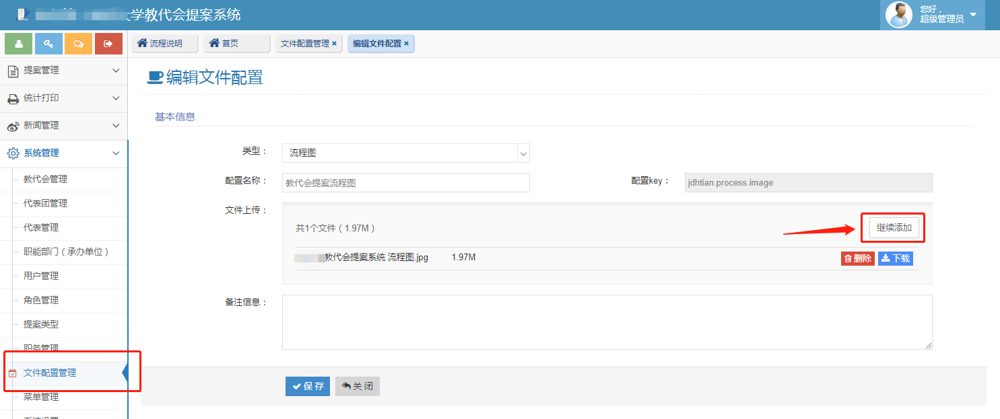 学教代会提案系统
您好，
超级管理员
流程说明
首页
文件配置管理 ×
编辑文件配置 ×
提案管理
统计打印
新闻管理
系统管理
教代会管理
代表团管理
代表管理
职能部门（承办单位）
用户管理
角色管理
提案类型
职务管理
文件配置管理
菜单管理
编辑文件配置
基本信息
类型：
流程图
配置名称：
教代会提案流程图
配置key：
jdhtian.process.image
文件上传：
共1个文件（1.97M）
继续添加
教代会提案系统 流程图.jpg 1.97M
删除
下载
备注信息：
保存
关闭